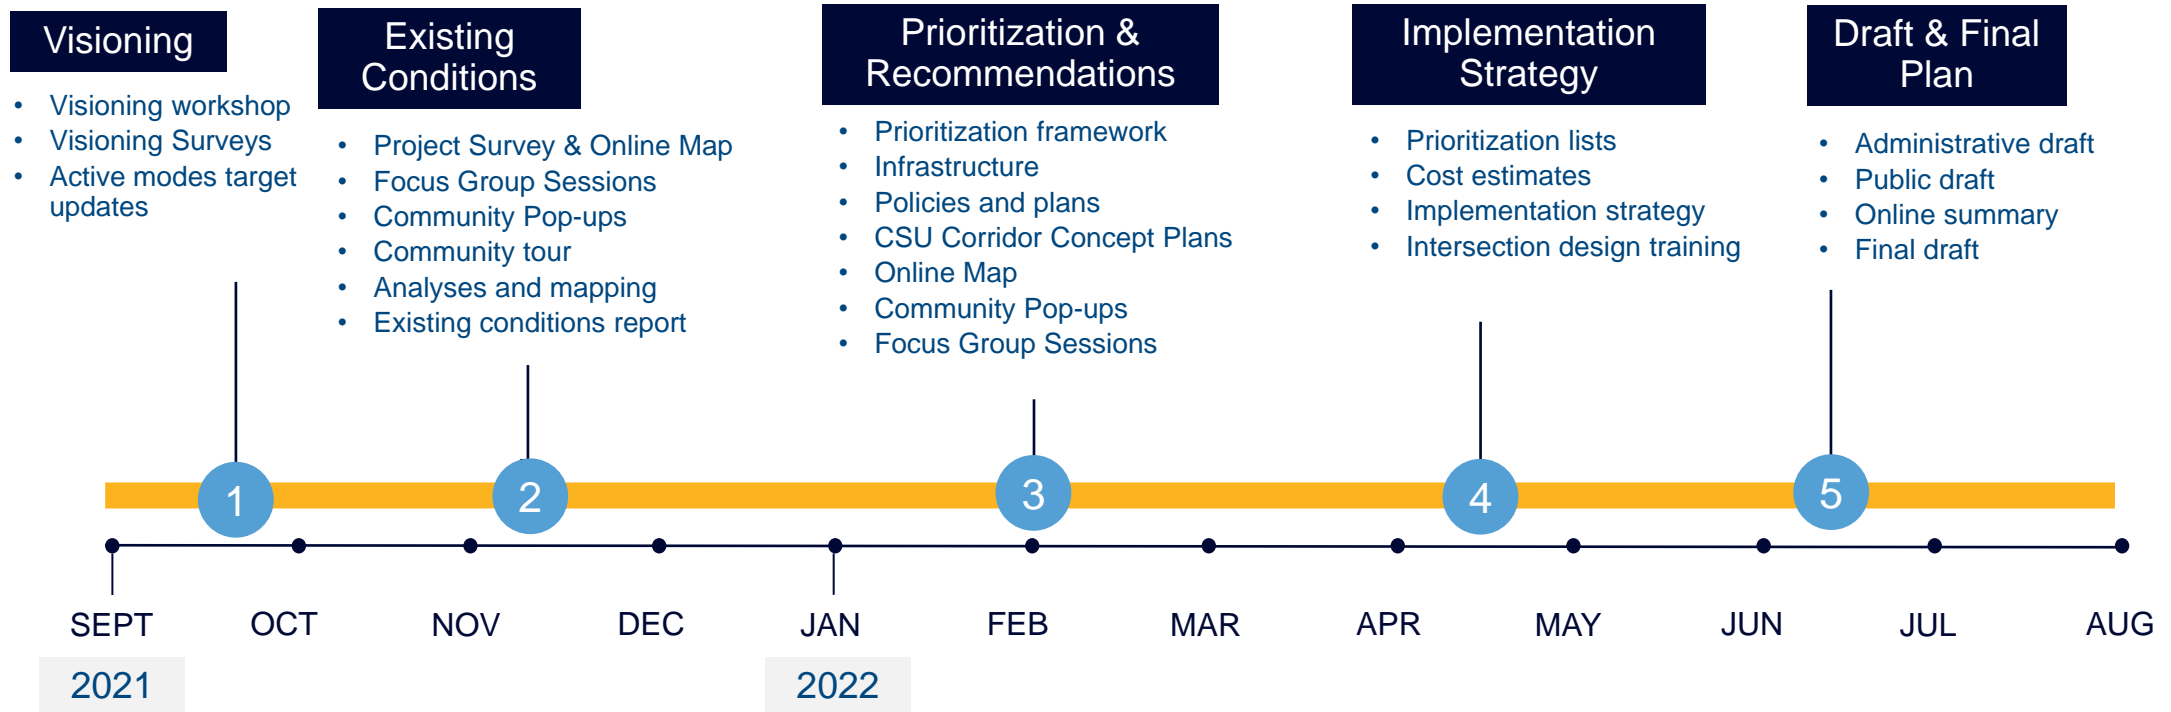 Visioning
• Visioning workshop
• Visioning Surveys
• Active modes target
updates
Existing
Conditions
• Project Survey & Online Map
• Focus Group Sessions
• Community Pop-ups
• Community tour
• Analyses and mapping
• Existing conditions report
Prioritization &
Recommendations
• Prioritization framework
• Infrastructure
• Policies and plans
• CSU Corridor Concept Plans
• Online Map
• Community Pop-ups
• Focus Group Sessions
Implementation
Strategy
• Prioritization lists
• Cost estimates
• Implementation strategy
• Intersection design training
Draft & Final
Plan
• Administrative draft
• Public draft
• Online summary
• Final draft
1
2
3
4
5
SEPT
OCT
NOV
DEC
JAN
FEB
MAR
APR
MAY
JUN
JUL
AUG
2021
2022